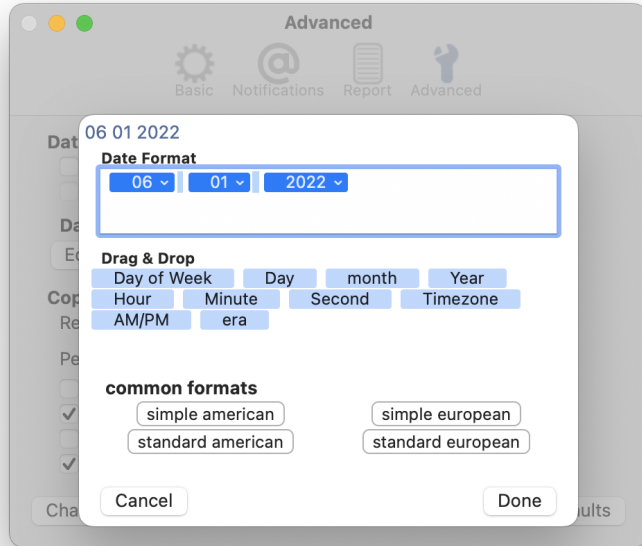 Advanced
Basic Notifications Report Advanced
06 01 2022
Date Format
06 01 2022
Drag & Drop
Day of Week Day month Year
Hour Minute Second Timezone
AM/PM era
common formats
simple american simple european
standard american standard european
Cancel Done